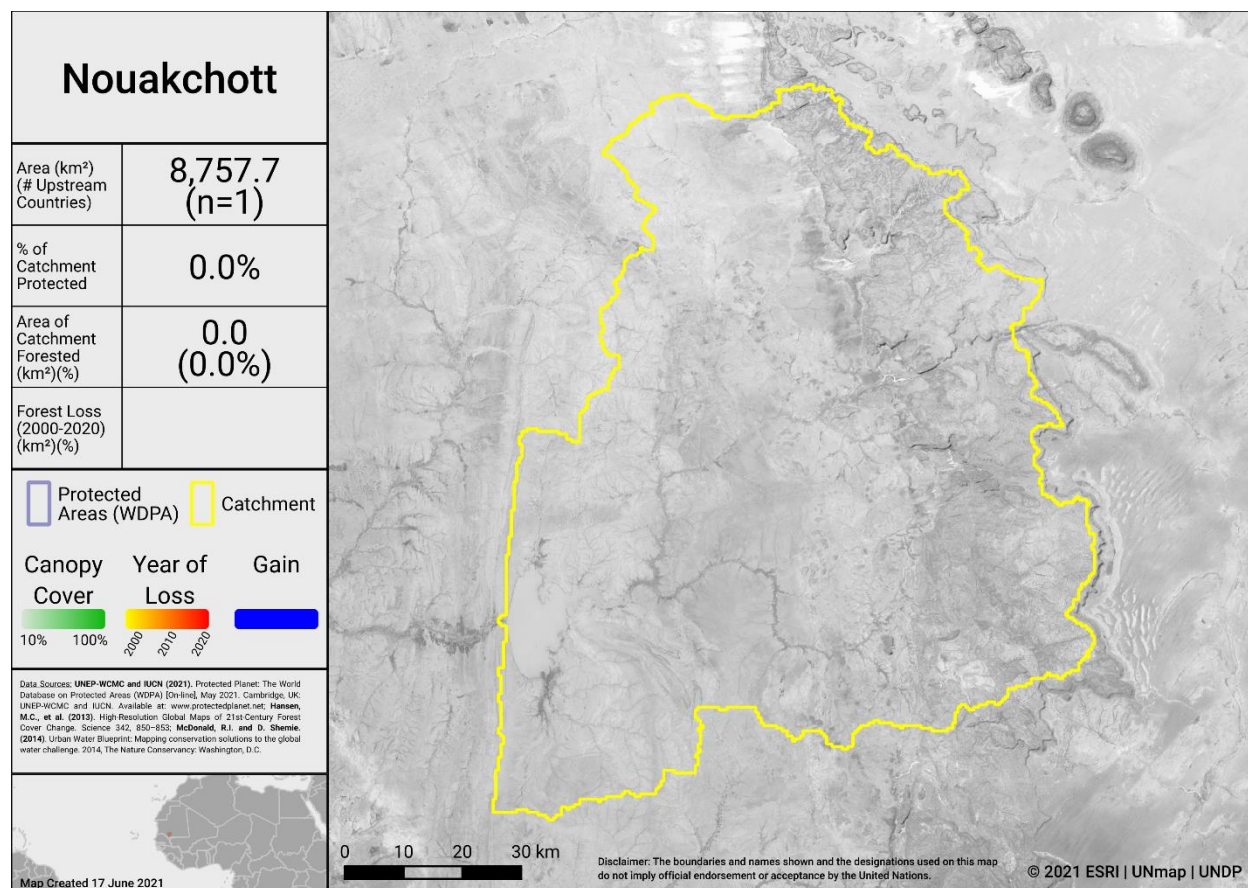 Nouakchott
Area (km²)
(# Upstream
Countries)
8,757.7
(n=1)
% of
Catchment
Protected
0.0%
Area of
Catchment
Forested
(km²)(%)
0.0
(0.0%)
Forest Loss
(2000-2020)
(km²)(%)
Protected
Areas (WDPA)
Catchment
Canopy
Cover
10% 100%
Year of
Loss
2000 2010 2020
Gain
Data Sources: UNEP-WCMC and IUCN (2021). Protected Planet: The World
Database on Protected Areas (WDPA) [On-line], May 2021. Cambridge, UK:
UNEP-WCMC and IUCN. Available at: www.protectedplanet.net; Hansen,
M.C., et al. (2013). High-Resolution Global Maps of 21st-Century Forest
Cover Change. Science 342, 850–853; McDonald, R.I. and D. Shemie.
(2014). Urban Water Blueprint: Mapping conservation solutions to the global
water challenge. 2014, The Nature Conservancy: Washington, D.C.
Map Created 17 June 2021
0 10 20 30 km
Disclaimer: The boundaries and names shown and the designations used on this map
do not imply official endorsement or acceptance by the United Nations.
© 2021 ESRI | UNmap | UNDP